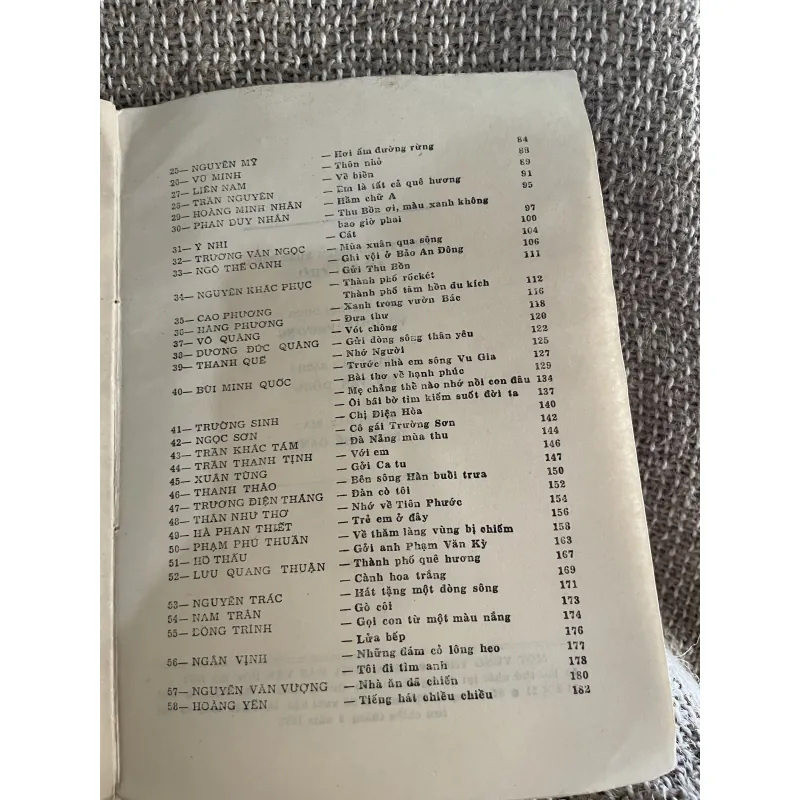 25— NGUYÊN MỸ — Hơi ấm đường rừng 84
26— VŨ MINH — Thôn nhỏ 88
27— LIÊN NAM — Về biển 89
28— TRẦN NGUYÊN — Em là tất cả quê hương 91
29— HOÀNG MINH NHÂN — Hầm chữ A 95
30— PHAN DUY NHÂN — Thu Bồn ơi, màu xanh không
bao giờ phai 97
31— Ý NHI — Cát 100
32— TRƯƠNG VĂN NGỌC — Mùa xuân qua sông 104
33— NGÔ THẾ OANH — Ghi vội ở Bảo An Đông 106
— Gửi Thu Bồn 111
34— NGUYỄN KHẮC PHỤC — Thành phố rốckét
Thành phố tâm hồn du kích 112
35— CAO PHƯƠNG — Xanh trong vườn Bác 116
36— HẰNG PHƯƠNG — Đưa thư 118
37— VÕ QUẢNG — Vót chông 120
38— DƯƠNG ĐỨC QUẢNG — Gửi dòng sông thân yêu 122
39— THANH QUẾ — Nhớ Người 125
— Trước nhà em sông Vu Gia 127
40— BÙI MINH QUỐC — Bài thơ về hạnh phúc 129
— Mẹ chẳng thể nào nhớ nổi con đâu 134
— Ôi bãi bờ tìm kiếm suốt đời ta 137
41— TRƯỜNG SINH — Chị Điện Hòa 140
42— NGỌC SƠN — Cô gái Trường Sơn 142
43— TRẦN KHẮC TÁM — Đà Nẵng mùa thu 144
44— TRẦN THANH TỊNH — Với em 146
45— XUÂN TÙNG — Gởi Ca tu 147
46— THANH THẢO — Bên sông Hàn buổi trưa 150
47— TRƯƠNG ĐIỆN THẮNG — Đàn cò tôi 152
48— THÂN NHƯ THƠ — Nhớ về Tiên Phước 154
49— HÀ PHAN THIẾT — Trẻ em ở đây 156
50— PHẠM PHÚ THUẦN — Về thăm làng vùng bị chiếm 158
51— HỒ THẤU — Gởi anh Phạm Văn Kỳ 163
52— LƯU QUANG THUẬN — Thành phố quê hương 167
— Cành hoa trắng 169
53— NGUYỄN TRÁC — Hát tặng một dòng sông 171
54— NAM TRÂN — Gò côi 173
55— ĐÔNG TRÌNH — Gọi con từ một màu nắng 174
— Lửa bếp 176
56— NGÂN VỊNH — Những đám cỏ lông heo 177
— Tôi đi tìm anh 178
57— NGUYỄN VĂN VƯỢNG — Nhà ăn dã chiến 180
58— HOÀNG YẾN — Tiếng hát chiều chiều 182